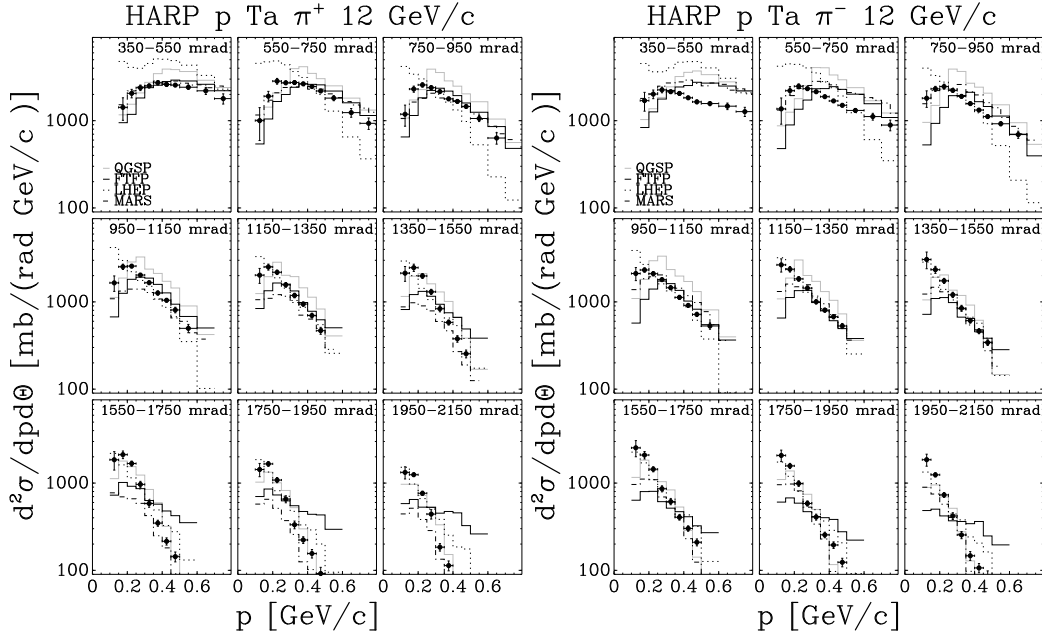 HARP p Ta π⁺ 12 GeV/c
d²σ/dpdΘ [mb/(rad GeV/c)]
350−550 mrad
550−750 mrad
750−950 mrad
1000
100
QGSP
FTFP
LHEP
MARS
950−1150 mrad
1150−1350 mrad
1350−1550 mrad
1000
100
1550−1750 mrad
1750−1950 mrad
1950−2150 mrad
1000
100
0 0.2 0.4 0.6 0.2 0.4 0.6 0.2 0.4 0.6
p [GeV/c]
HARP p Ta π⁻ 12 GeV/c
d²σ/dpdΘ [mb/(rad GeV/c)]
350−550 mrad
550−750 mrad
750−950 mrad
1000
100
QGSP
FTFP
LHEP
MARS
950−1150 mrad
1150−1350 mrad
1350−1550 mrad
1000
100
1550−1750 mrad
1750−1950 mrad
1950−2150 mrad
1000
100
0 0.2 0.4 0.6 0.2 0.4 0.6 0.2 0.4 0.6
p [GeV/c]